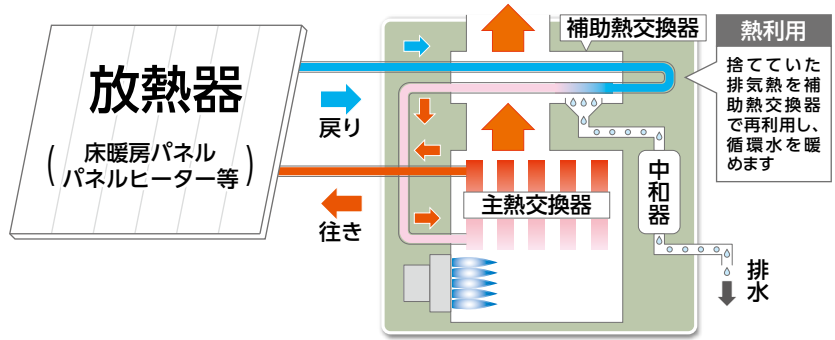 放熱器
(床暖房パネル
パネルヒーター等)
戻り
往き
補助熱交換器
主熱交換器
中和器
排水
熱利用
捨てていた
排気熱を補
助熱交換器
で再利用し、
循環水を暖
めます